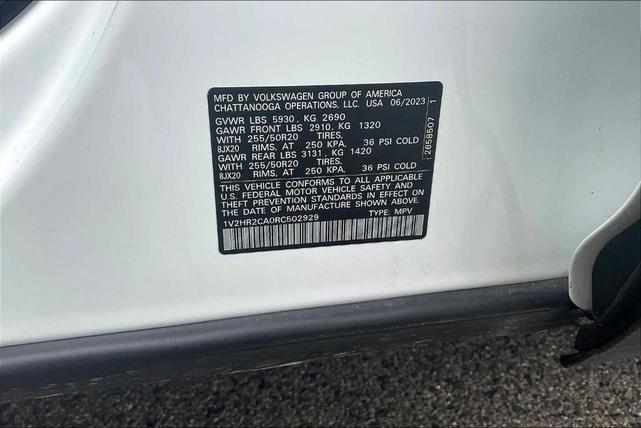 MFD BY VOLKSWAGEN GROUP OF AMERICA
CHATTANOOGA OPERATIONS, LLC. USA 06/2023
GVWR LBS 5930, KG 2690
GAWR FRONT LBS 2910, KG 1320
WITH 255/50R20 TIRES,
8JX20 RIMS, AT 250 KPA, 36 PSI COLD
GAWR REAR LBS 3131, KG 1420
WITH 255/50R20 TIRES,
8JX20 RIMS, AT 250 KPA, 36 PSI COLD
THIS VEHICLE CONFORMS TO ALL APPLICABLE
U.S. FEDERAL MOTOR VEHICLE SAFETY AND
THEFT PREVENTION STANDARDS IN EFFECT ON
DATE OF MANUFACTURE SHOWN ABOVE.
1V2HR2CA0RC502929 TYPE: MPV
2658507 1